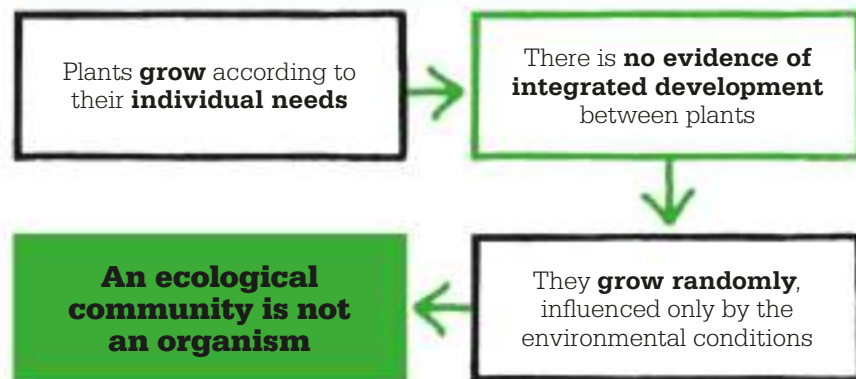 Plants grow according to
their individual needs
There is no evidence of
integrated development
between plants
They grow randomly,
influenced only by the
environmental conditions
An ecological
community is not
an organism